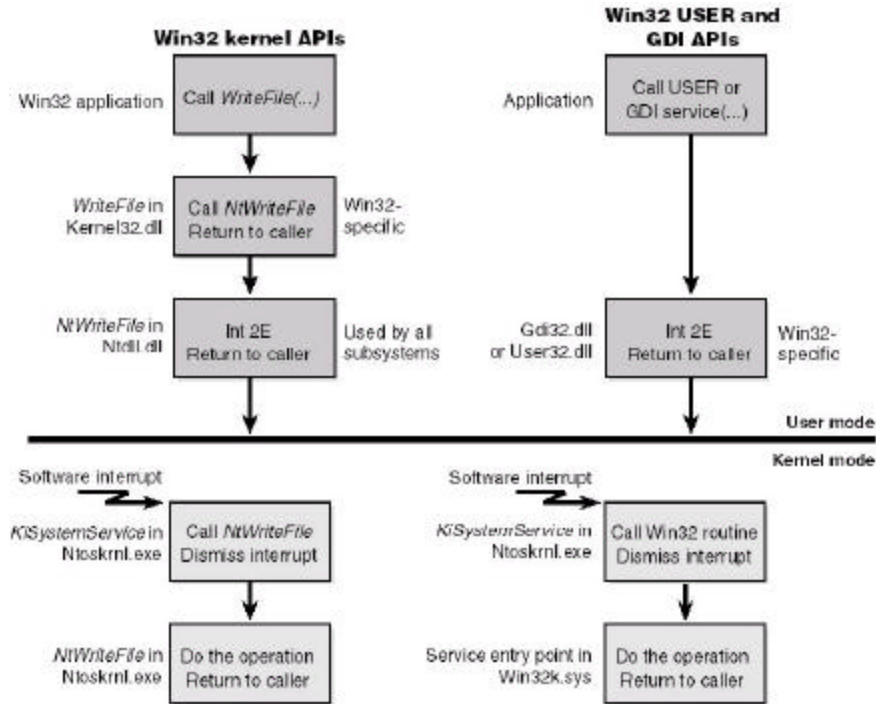 Win32 kernel APIs
Win32 USER and
GDI APIs
Win32 application
Call WriteFile(...)
Application
Call USER or
GDI service(...)
WriteFile in
Kernel32.dll
Call NtWriteFile
Return to caller
Win32-
specific
NtWriteFile in
Ntdll.dll
Int 2E
Return to caller
Used by all
subsystems
Gdi32.dll
or User32.dll
Int 2E
Return to caller
Win32-
specific
User mode
Kernel mode
Software interrupt
KiSystemService in
Ntoskrnl.exe
Call NtWriteFile
Dismiss interrupt
Software interrupt
KiSystemService in
Ntoskrnl.exe
Call Win32 routine
Dismiss interrupt
NtWriteFile in
Ntoskrnl.exe
Do the operation
Return to caller
Service entry point in
Win32k.sys
Do the operation
Return to caller